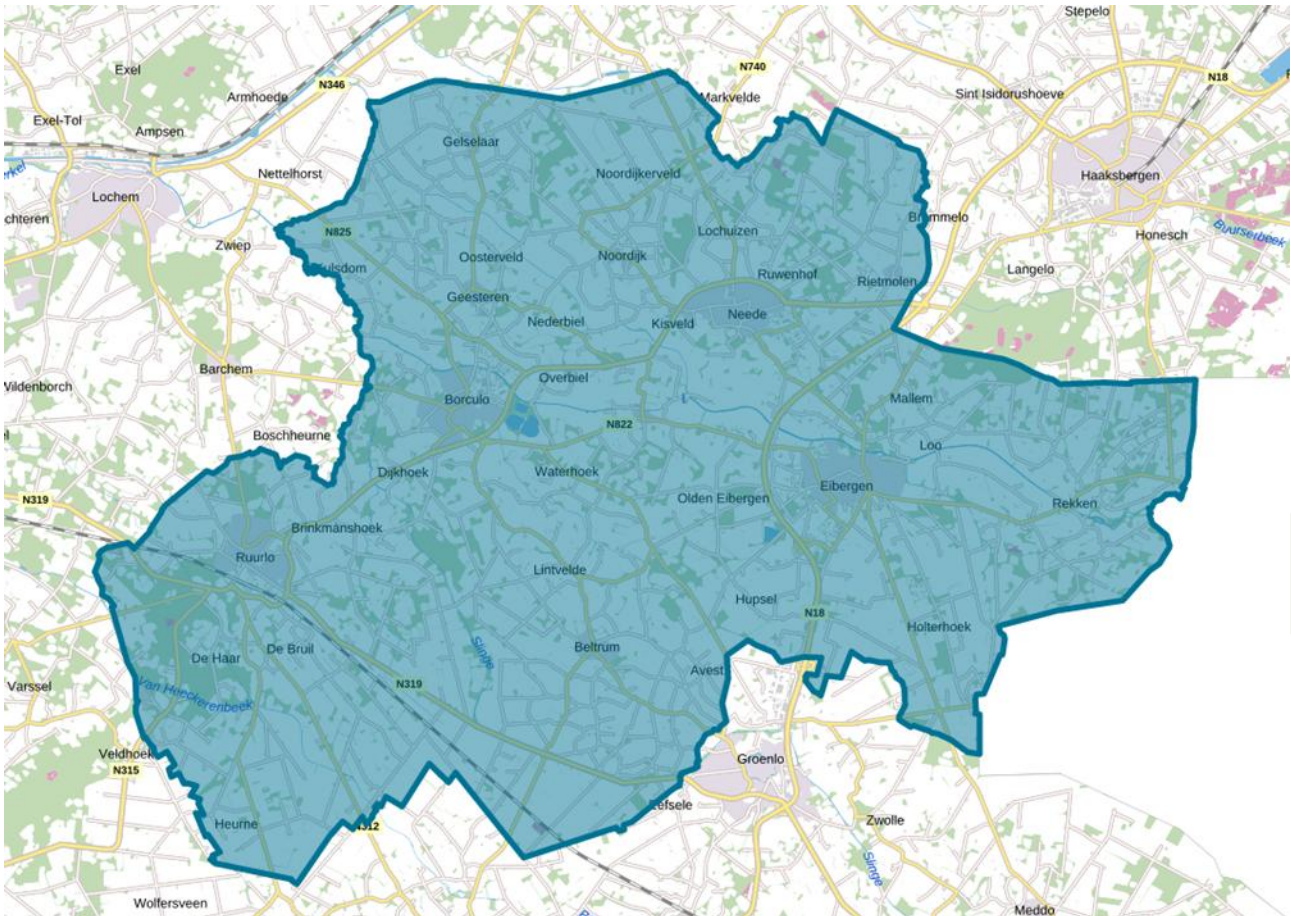 Stepelo
Exel
N740
N18
N346
Armhoede
Markvelde
Sint Isidorushoeve
Exel-Tol
Ampsen
Gelselaar
Nettelhorst
Noordijkerveld
Haaksbergen
Lochem
chteren
Brammelo
N825
Lochuizen
Buurserbeek
Honesch
Zwiep
Oosterveld
Noordijk
Langelo
Ruwenhof
Rietmolen
Geesteren
Nederbiel
Kisveld
Neede
Barchem
Overbiel
Wildenborch
Borculo
Mallem
N822
Boschheurne
Loo
Dijkhoek
Waterhoek
Eibergen
Olden Eibergen
N319
Rekken
Brinkmanshoek
Ruurlo
Lintvelde
Hupsel
N18
Holterhoek
Slinge
Beltrum
De Bruil
De Haar
Avest
Varssel
N319
Van Heeckerenbeek
Veldhoek
N315
Groenlo
Zwolle
Heurne
Slinge
Wolfersveen
Meddo